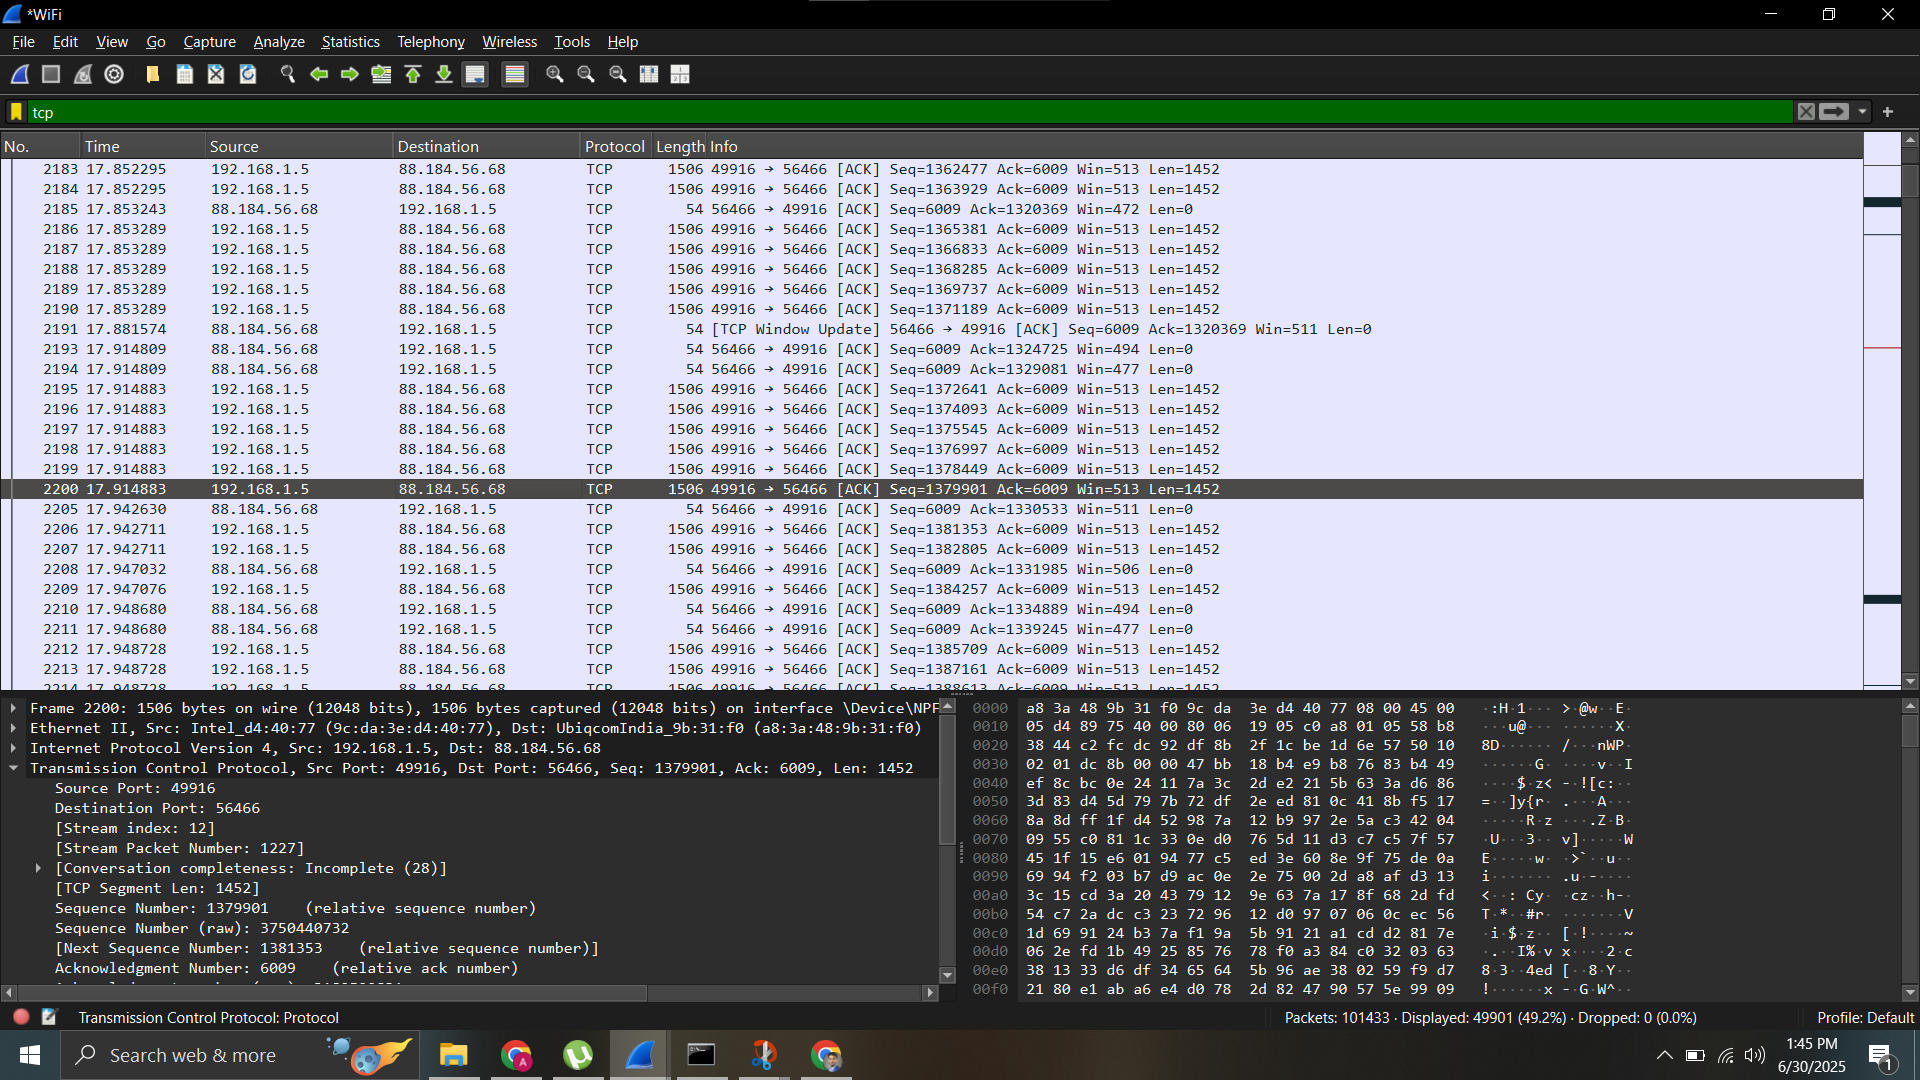 *WiFi
File Edit View Go Capture Analyze Statistics Telephony Wireless Tools Help
tcp
No. Time Source Destination Protocol Length Info
2183 17.852295 192.168.1.5 88.184.56.68 TCP 1506 49916 → 56466 [ACK] Seq=1362477 Ack=6009 Win=513 Len=1452
2184 17.852295 192.168.1.5 88.184.56.68 TCP 1506 49916 → 56466 [ACK] Seq=1363929 Ack=6009 Win=513 Len=1452
2185 17.853243 88.184.56.68 192.168.1.5 TCP 54 56466 → 49916 [ACK] Seq=6009 Ack=1320369 Win=472 Len=0
2186 17.853289 192.168.1.5 88.184.56.68 TCP 1506 49916 → 56466 [ACK] Seq=1365381 Ack=6009 Win=513 Len=1452
2187 17.853289 192.168.1.5 88.184.56.68 TCP 1506 49916 → 56466 [ACK] Seq=1366833 Ack=6009 Win=513 Len=1452
2188 17.853289 192.168.1.5 88.184.56.68 TCP 1506 49916 → 56466 [ACK] Seq=1368285 Ack=6009 Win=513 Len=1452
2189 17.853289 192.168.1.5 88.184.56.68 TCP 1506 49916 → 56466 [ACK] Seq=1369737 Ack=6009 Win=513 Len=1452
2190 17.853289 192.168.1.5 88.184.56.68 TCP 1506 49916 → 56466 [ACK] Seq=1371189 Ack=6009 Win=513 Len=1452
2191 17.881574 88.184.56.68 192.168.1.5 TCP 54 [TCP Window Update] 56466 → 49916 [ACK] Seq=6009 Ack=1320369 Win=511 Len=0
2193 17.914809 88.184.56.68 192.168.1.5 TCP 54 56466 → 49916 [ACK] Seq=6009 Ack=1324725 Win=494 Len=0
2194 17.914809 88.184.56.68 192.168.1.5 TCP 54 56466 → 49916 [ACK] Seq=6009 Ack=1329081 Win=477 Len=0
2195 17.914883 192.168.1.5 88.184.56.68 TCP 1506 49916 → 56466 [ACK] Seq=1372641 Ack=6009 Win=513 Len=1452
2196 17.914883 192.168.1.5 88.184.56.68 TCP 1506 49916 → 56466 [ACK] Seq=1374093 Ack=6009 Win=513 Len=1452
2197 17.914883 192.168.1.5 88.184.56.68 TCP 1506 49916 → 56466 [ACK] Seq=1375545 Ack=6009 Win=513 Len=1452
2198 17.914883 192.168.1.5 88.184.56.68 TCP 1506 49916 → 56466 [ACK] Seq=1376997 Ack=6009 Win=513 Len=1452
2199 17.914883 192.168.1.5 88.184.56.68 TCP 1506 49916 → 56466 [ACK] Seq=1378449 Ack=6009 Win=513 Len=1452
2200 17.914883 192.168.1.5 88.184.56.68 TCP 1506 49916 → 56466 [ACK] Seq=1379901 Ack=6009 Win=513 Len=1452
2205 17.942630 88.184.56.68 192.168.1.5 TCP 54 56466 → 49916 [ACK] Seq=6009 Ack=1330533 Win=511 Len=0
2206 17.942711 192.168.1.5 88.184.56.68 TCP 1506 49916 → 56466 [ACK] Seq=1381353 Ack=6009 Win=513 Len=1452
2207 17.942711 192.168.1.5 88.184.56.68 TCP 1506 49916 → 56466 [ACK] Seq=1382805 Ack=6009 Win=513 Len=1452
2208 17.947032 88.184.56.68 192.168.1.5 TCP 54 56466 → 49916 [ACK] Seq=6009 Ack=1331985 Win=506 Len=0
2209 17.947076 192.168.1.5 88.184.56.68 TCP 1506 49916 → 56466 [ACK] Seq=1384257 Ack=6009 Win=513 Len=1452
2210 17.948680 88.184.56.68 192.168.1.5 TCP 54 56466 → 49916 [ACK] Seq=6009 Ack=1334889 Win=494 Len=0
2211 17.948680 88.184.56.68 192.168.1.5 TCP 54 56466 → 49916 [ACK] Seq=6009 Ack=1339245 Win=477 Len=0
2212 17.948728 192.168.1.5 88.184.56.68 TCP 1506 49916 → 56466 [ACK] Seq=1385709 Ack=6009 Win=513 Len=1452
2213 17.948728 192.168.1.5 88.184.56.68 TCP 1506 49916 → 56466 [ACK] Seq=1387161 Ack=6009 Win=513 Len=1452
2214 17.948728 192.168.1.5 88.184.56.68 TCP 1506 49916 → 56466 [ACK] Seq=1388613 Ack=6009 Win=513 Len=1452
Frame 2200: 1506 bytes on wire (12048 bits), 1506 bytes captured (12048 bits) on interface \Device\NPF
Ethernet II, Src: Intel_d4:40:77 (9c:da:3e:d4:40:77), Dst: UbiqcomIndia_9b:31:f0 (a8:3a:48:9b:31:f0)
Internet Protocol Version 4, Src: 192.168.1.5, Dst: 88.184.56.68
Transmission Control Protocol, Src Port: 49916, Dst Port: 56466, Seq: 1379901, Ack: 6009, Len: 1452
Source Port: 49916
Destination Port: 56466
[Stream index: 12]
[Stream Packet Number: 1227]
[Conversation completeness: Incomplete (28)]
[TCP Segment Len: 1452]
Sequence Number: 1379901 (relative sequence number)
Sequence Number (raw): 3750440732
[Next Sequence Number: 1381353 (relative sequence number)]
Acknowledgment Number: 6009 (relative ack number)
0000 a8 3a 48 9b 31 f0 9c da 3e d4 40 77 08 00 45 00 ·:H·1··· >·@w··E·
0010 05 d4 89 75 40 00 80 06 19 05 c0 a8 01 05 58 b8 ···u@··· ······X·
0020 38 44 c2 fc dc 92 df 8b 2f 1c be 1d 6e 57 50 10 8D······ /···nWP·
0030 02 01 dc 8b 00 00 47 bb 18 b4 e9 b8 76 83 b4 49 ······G· ····v··I
0040 ef 8c bc 0e 24 11 7a 3c 2d e2 21 5b 63 3a d6 86 ····$·z< -·![c:··
0050 3d 83 d4 5d 79 7b 72 df 2e ed 81 0c 41 8b f5 17 =··]y{r· .···A···
0060 8a 8d ff 1f d4 52 98 7a 12 b9 97 2e 5a c3 42 04 ·····R·z ···.Z·B·
0070 09 55 c0 81 1c 33 0e d0 76 5d 11 d3 c7 c5 7f 57 ·U···3·· v]·····W
0080 45 1f 15 e6 01 94 77 c5 ed 3e 60 8e 9f 75 de 0a E·····w· ·>`··u··
0090 69 94 f2 03 b7 d9 ac 0e 2e 75 00 2d a8 af d3 13 i······· .u·-····
00a0 3c 15 cd 3a 20 43 79 12 9e 63 7a 17 8f 68 2d fd <··: Cy· ·cz··h-·
00b0 54 c7 2a dc c3 23 72 96 12 d0 97 07 06 0c ec 56 T·*··#r· ·······V
00c0 1d 69 91 24 b3 7a f1 9a 5b 91 21 a1 cd d2 81 7e ·i·$·z·· [·!····~
00d0 06 2e fd 1b 49 25 85 76 78 f0 a3 84 c0 32 03 63 ·.··I%·v x····2·c
00e0 38 13 33 d6 df 34 65 64 5b 96 ae 38 02 59 f9 d7 8·3··4ed [··8·Y··
00f0 21 80 e1 ab a6 e4 d0 78 2d 82 47 90 57 5e 99 09 !······x -·G·W^··
Transmission Control Protocol: Protocol
Packets: 101433 · Displayed: 49901 (49.2%) · Dropped: 0 (0.0%)
Profile: Default
Search web & more
A
1:45 PM
6/30/2025
1